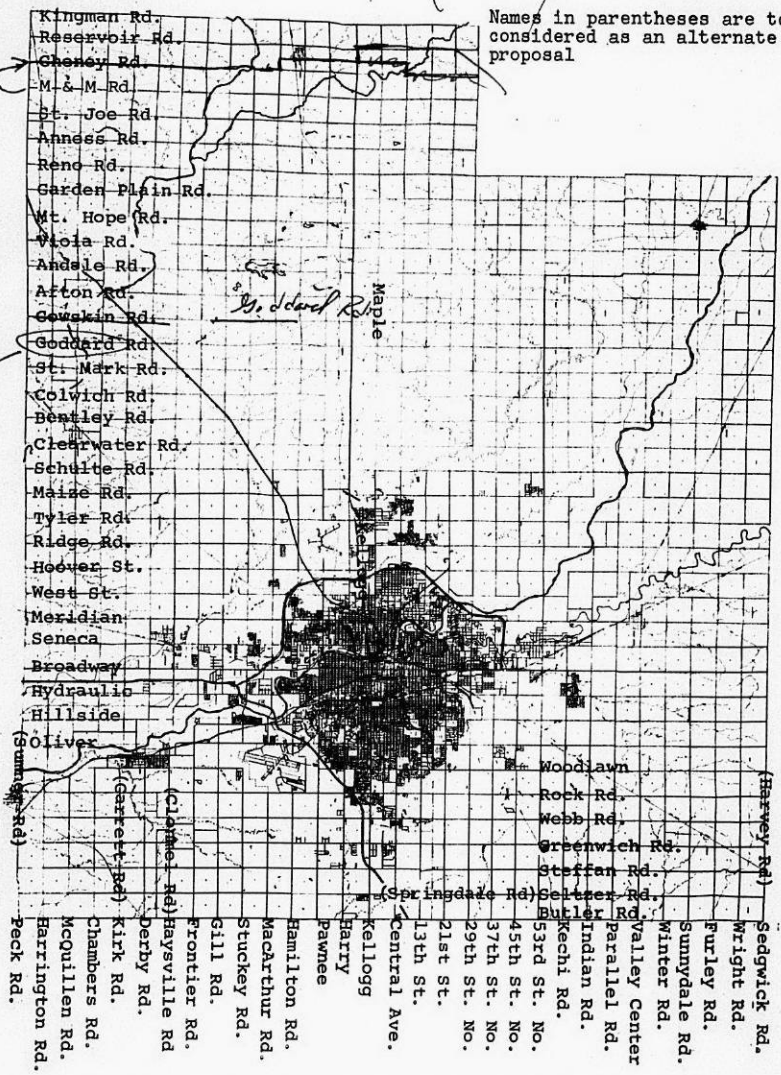 Names in parentheses are to
considered as an alternate
proposal
Kingman Rd.
Reservoir Rd.
Cheney Rd.
M & M Rd
St. Joe Rd.
Anness Rd.
Reno Rd.
Garden Plain Rd.
Mt. Hope Rd.
Viola Rd.
Andale Rd.
Afton Rd.
Cowskin Rd.
Goddard Rd.
St. Mark Rd.
Colwich Rd.
Bentley Rd.
Clearwater Rd.
Schulte Rd.
Maize Rd.
Tyler Rd.
Ridge Rd.
Hoover St.
West St.
Meridian
Seneca
Broadway
Hydraulic
Hillside
Oliver
"Goddard Rd."
Maple
Kellogg
Woodlawn
Rock Rd.
Webb Rd.
Greenwich Rd.
Steffan Rd.
(Springdale Rd) Seltzer Rd.
Butler Rd.
(Sumner Rd)
(Garrett Rd)
(Clonmel Rd)
(Harvey Rd)
Peck Rd.
Harrington Rd.
McQuillen Rd.
Chambers Rd.
Kirk Rd.
Derby Rd.
Haysville Rd
Frontier Rd.
Gill Rd.
Stuckey Rd.
MacArthur Rd.
Hamilton Rd.
Pawnee
Harry
Kellogg
Central Ave.
13th St.
21st St.
29th St. No.
37th St. No.
45th St. No.
53rd St. No.
Kechi Rd.
Indian Rd.
Parallel Rd.
Valley Center
Winter Rd.
Sunnydale Rd.
Furley Rd.
Wright Rd.
Sedgwick Rd.